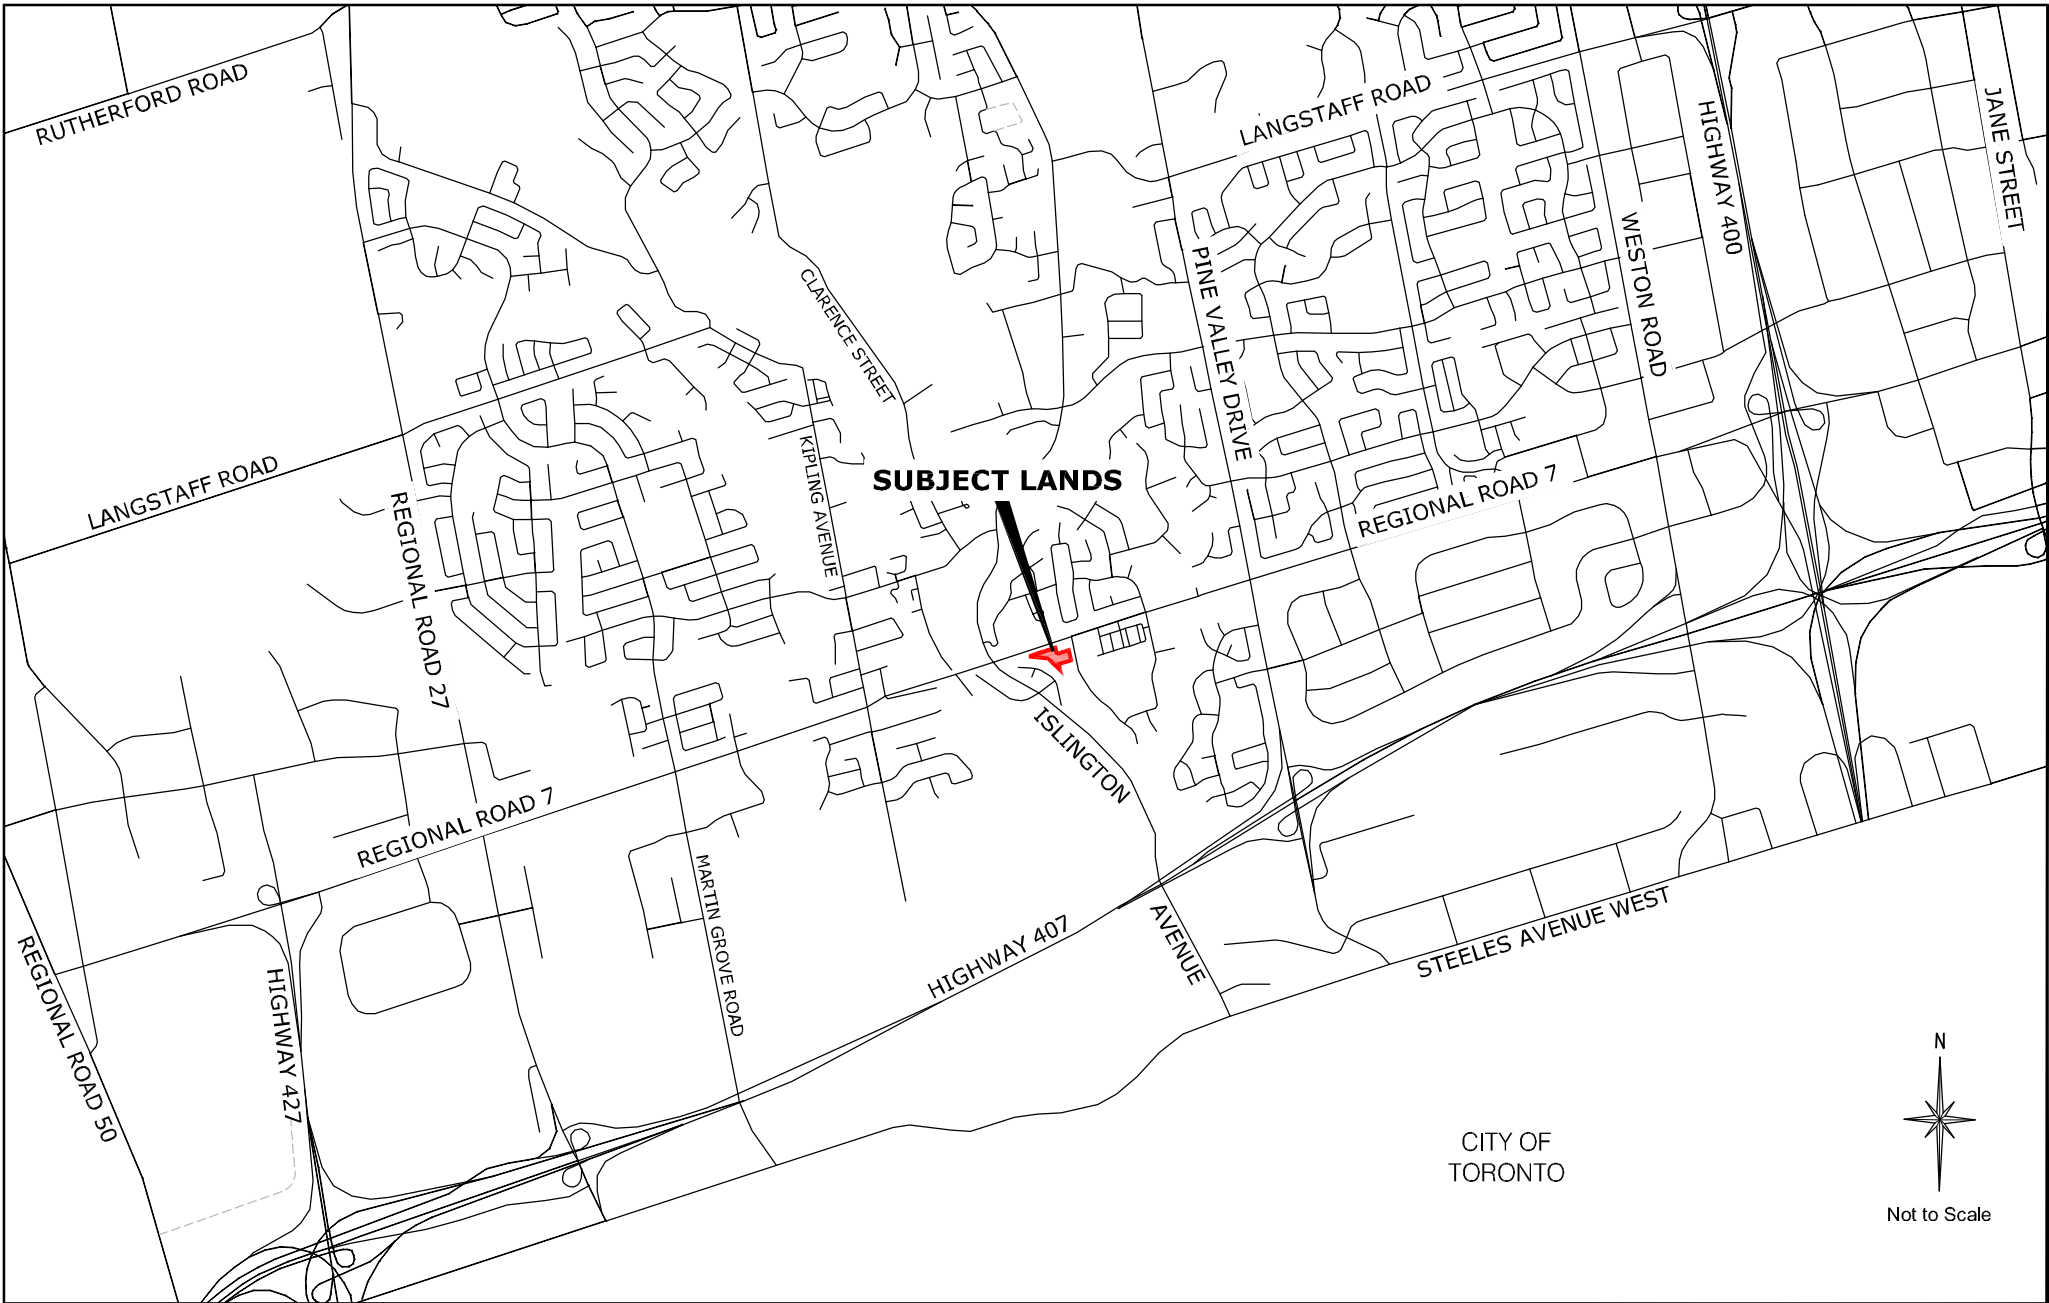 RUTHERFORD ROAD
LANGSTAFF ROAD
HIGHWAY 400
JANE STREET
WESTON ROAD
PINE VALLEY DRIVE
CLARENCE STREET
KIPLING AVENUE
SUBJECT LANDS
LANGSTAFF ROAD
REGIONAL ROAD 27
REGIONAL ROAD 7
ISLINGTON
AVENUE
REGIONAL ROAD 7
MARTIN GROVE ROAD
HIGHWAY 407
STEELES AVENUE WEST
REGIONAL ROAD 50
HIGHWAY 427
CITY OF
TORONTO
N
Not to Scale